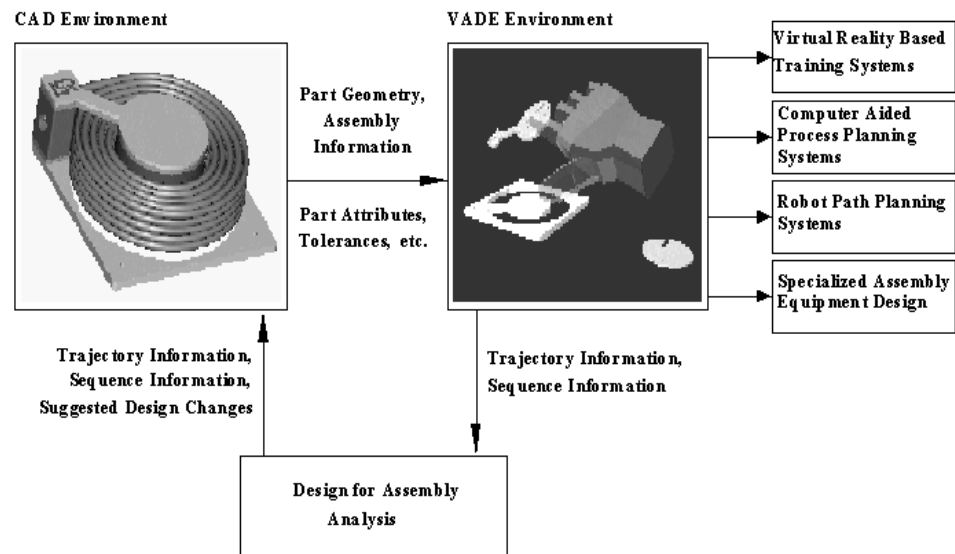 CAD Environment
VADE Environment
Part Geometry,
Assembly
Information
Part Attributes,
Tolerances, etc.
Virtual Reality Based
Training Systems
Computer Aided
Process Planning
Systems
Robot Path Planning
Systems
Specialized Assembly
Equipment Design
Trajectory Information,
Sequence Information,
Suggested Design Changes
Trajectory Information,
Sequence Information
Design for Assembly
Analysis